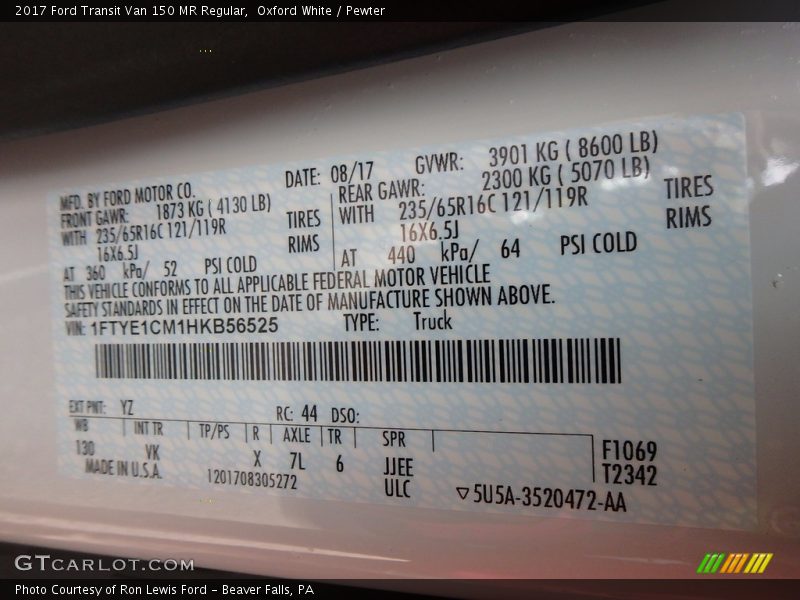 2017 Ford Transit Van 150 MR Regular,  Oxford White / Pewter
MFD. BY FORD MOTOR CO. DATE: 08/17 GVWR: 3901 KG ( 8600 LB)
FRONT GAWR: 1873 KG ( 4130 LB) REAR GAWR: 2300 KG ( 5070 LB)
WITH 235/65R16C 121/119R TIRES WITH 235/65R16C 121/119R TIRES
16X6.5J RIMS 16X6.5J RIMS
AT 360 kPa/ 52 PSI COLD AT 440 kPa/ 64 PSI COLD
THIS VEHICLE CONFORMS TO ALL APPLICABLE FEDERAL MOTOR VEHICLE
SAFETY STANDARDS IN EFFECT ON THE DATE OF MANUFACTURE SHOWN ABOVE.
VIN: 1FTYE1CM1HKB56525 TYPE: Truck
EXT PNT: YZ RC: 44 DSO:
WB INT TR TP/PS R AXLE TR SPR F1069
130 VK X 7L 6 JJEE T2342
MADE IN U.S.A. 1201708305272 ULC ▽5U5A-3520472-AA
GTCARLOT.COM
Photo Courtesy of Ron Lewis Ford – Beaver Falls, PA